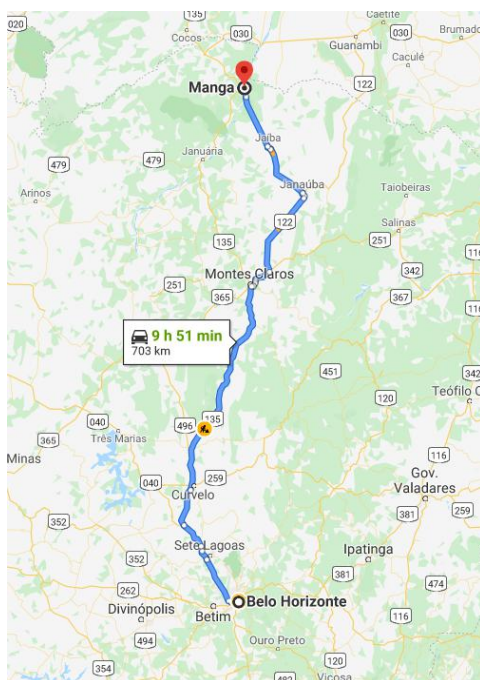 135
Caetité
020
Cocos
030
030
Brumado
Guanambi
Caculé
Manga
122
Jaíba
479
Januária
479
Janaúba
Arinos
Taiobeiras
122
Salinas
135
251
116
Montes Claros
342
251
365
367
9 h 51 min
703 km
451
342
120
040
496
135
Teófilo O
365
Três Marias
Minas
116
040
259
Gov.
Valadares
Curvelo
381
259
352
Sete Lagoas
Ipatinga
352
381
474
262
Belo Horizonte
Divinópolis
Betim
116
494
Ouro Preto
354
120
482
Viçosa
116